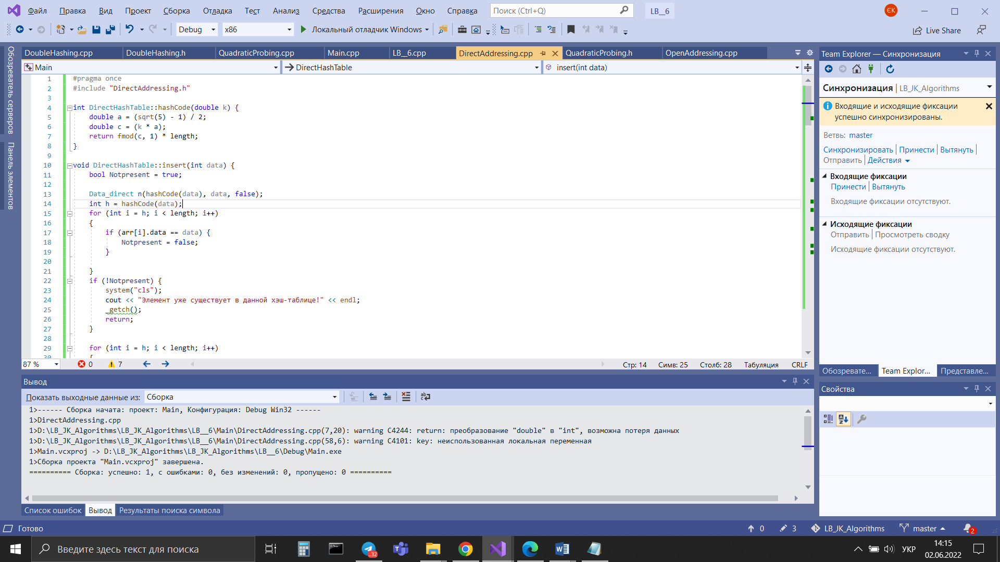 Файл Правка Вид Проект Сборка Отладка Тест Анализ Средства Расширения Окно Справка Поиск (Ctrl+Q) LB__6 ЄК
Debug x86 Локальный отладчик Windows Live Share
Обозреватель серверов
Панель элементов
DoubleHashing.cpp DoubleHashing.h QuadraticProbing.cpp Main.cpp LB__6.cpp DirectAddressing.cpp QuadraticProbing.h OpenAddressing.cpp
Main DirectHashTable insert(int data)
1 #pragma once
2 #include "DirectAddressing.h"
3
4 int DirectHashTable::hashCode(double k) {
5 double a = (sqrt(5) - 1) / 2;
6 double c = (k * a);
7 return fmod(c, 1) * length;
8 }
9
10 void DirectHashTable::insert(int data) {
11 bool Notpresent = true;
12
13 Data_direct n(hashCode(data), data, false);
14 int h = hashCode(data);
15 for (int i = h; i < length; i++)
16 {
17 if (arr[i].data == data) {
18 Notpresent = false;
19 }
20
21 }
22 if (!Notpresent) {
23 system("cls");
24 cout << "Элемент уже существует в данной хэш-таблице!" << endl;
25 _getch();
26 return;
27 }
28
29 for (int i = h; i < length; i++)
30 {
87 % 0 7 Стр: 14 Симв: 25 Столб: 28 Табуляция CRLF
Вывод
Показать выходные данные из: Сборка
1>------ Сборка начата: проект: Main, Конфигурация: Debug Win32 ------
1>DirectAddressing.cpp
1>D:\LB_JK_Algorithms\LB_JK_Algorithms\LB__6\Main\DirectAddressing.cpp(7,20): warning C4244: return: преобразование "double" в "int", возможна потеря данных
1>D:\LB_JK_Algorithms\LB_JK_Algorithms\LB__6\Main\DirectAddressing.cpp(58,6): warning C4101: key: неиспользованная локальная переменная
1>Main.vcxproj -> D:\LB_JK_Algorithms\LB_JK_Algorithms\LB__6\Debug\Main.exe
1>Сборка проекта "Main.vcxproj" завершена.
========== Сборка: успешно: 1, с ошибками: 0, без изменений: 0, пропущено: 0 ==========
Список ошибок Вывод Результаты поиска символа
Team Explorer — Синхронизация
Синхронизация | LB_JK_Algorithms
Входящие и исходящие фиксации
успешно синхронизированы.
Ветвь: master
Синхронизировать Принести Вытянуть
Отправить Действия
Входящие фиксации
Принести Вытянуть
Входящие фиксации отсутствуют.
Исходящие фиксации
Отправить Просмотреть сводку
Исходящие фиксации отсутствуют.
Обозревате... Team Explor... Представле...
Свойства
Готово 0 3 LB_JK_Algorithms master 2
Введите здесь текст для поиска ..32 УКР 14:15
02.06.2022